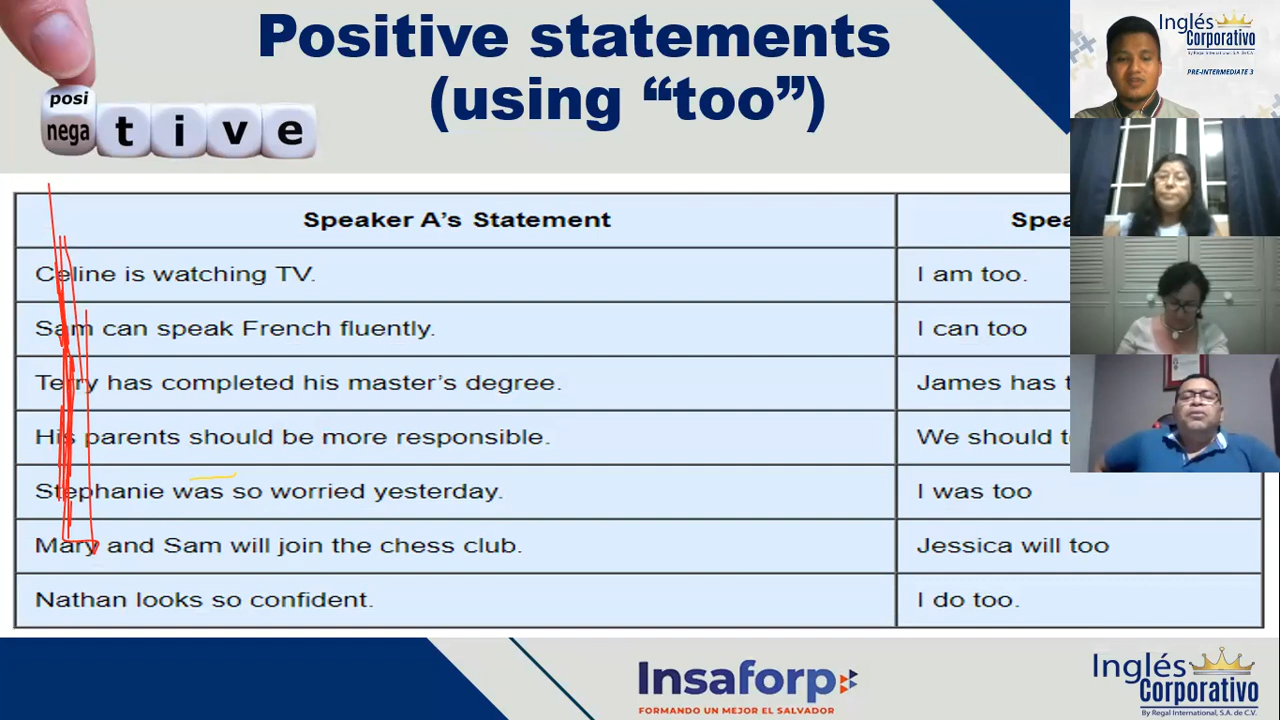 Positive statements
(using “too”)
posi
nega t i v e
Inglés
Corporativo
By Regal International, S.A. de C.V.
PRE-INTERMEDIATE 3
Speaker A’s Statement
Celine is watching TV. I am too.
Sam can speak French fluently. I can too
Terry has completed his master’s degree. James has
His parents should be more responsible. We should
Stephanie was so worried yesterday. I was too
Mary and Sam will join the chess club. Jessica will too
Nathan looks so confident. I do too.
Insaforp
FORMANDO UN MEJOR EL SALVADOR
Inglés
Corporativo
By Regal International, S.A. de C.V.